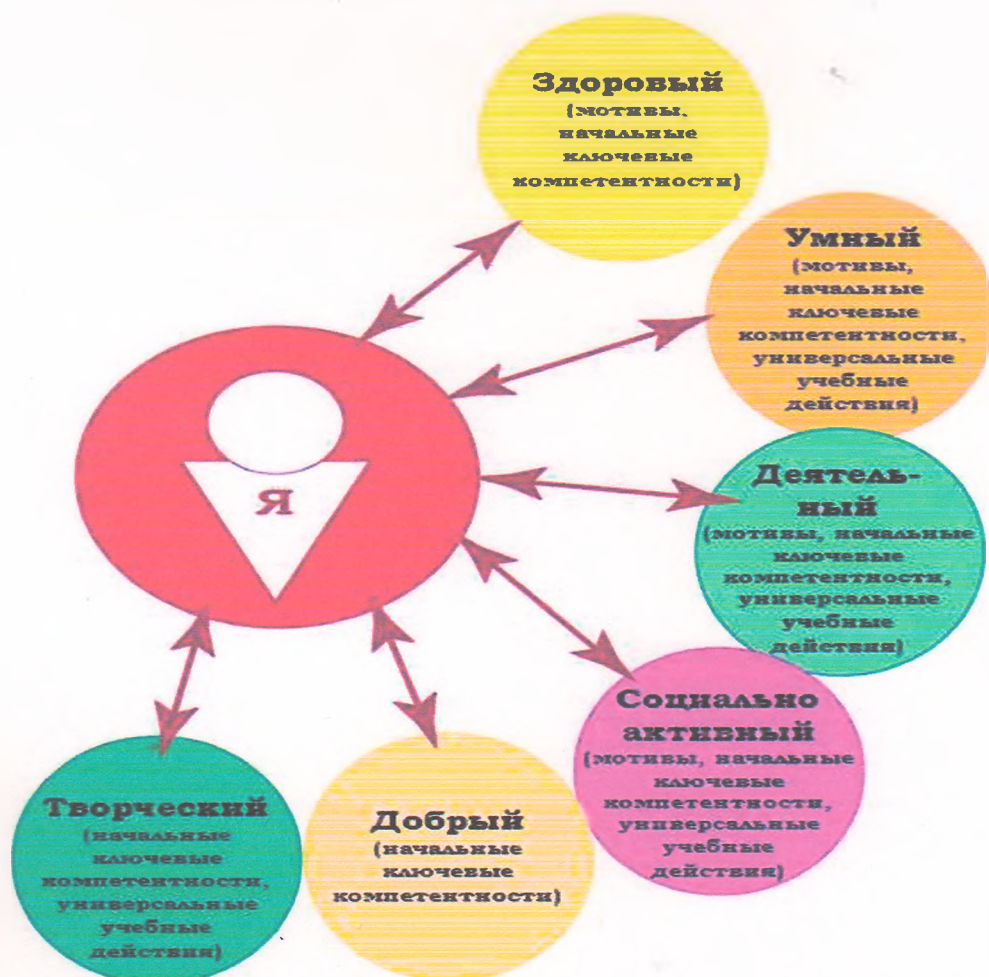 Здоровый
(мотивы,
начальные
ключевые
компетентности)
Умный
(мотивы,
начальные
ключевые
компетентности,
универсальные
учебные
действия)
Я
Деятель-
ный
(мотивы, начальные
ключевые
компетентности,
универсальные
учебные
действия)
Социально
активный
(мотивы, начальные
ключевые
компетентности,
универсальные
учебные
действия)
Добрый
(начальные
ключевые
компетентности)
Творческий
(начальные
ключевые
компетентности,
универсальные
учебные
действия)